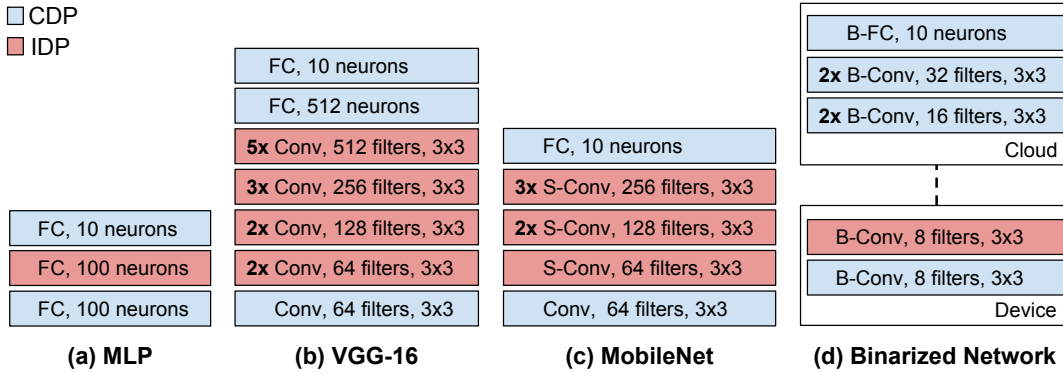 CDP
IDP
FC, 10 neurons
FC, 100 neurons
FC, 100 neurons
(a) MLP
FC, 10 neurons
FC, 512 neurons
5x Conv, 512 filters, 3x3
3x Conv, 256 filters, 3x3
2x Conv, 128 filters, 3x3
2x Conv, 64 filters, 3x3
Conv, 64 filters, 3x3
(b) VGG-16
FC, 10 neurons
3x S-Conv, 256 filters, 3x3
2x S-Conv, 128 filters, 3x3
S-Conv, 64 filters, 3x3
Conv, 64 filters, 3x3
(c) MobileNet
B-FC, 10 neurons
2x B-Conv, 32 filters, 3x3
2x B-Conv, 16 filters, 3x3
Cloud
B-Conv, 8 filters, 3x3
B-Conv, 8 filters, 3x3
Device
(d) Binarized Network